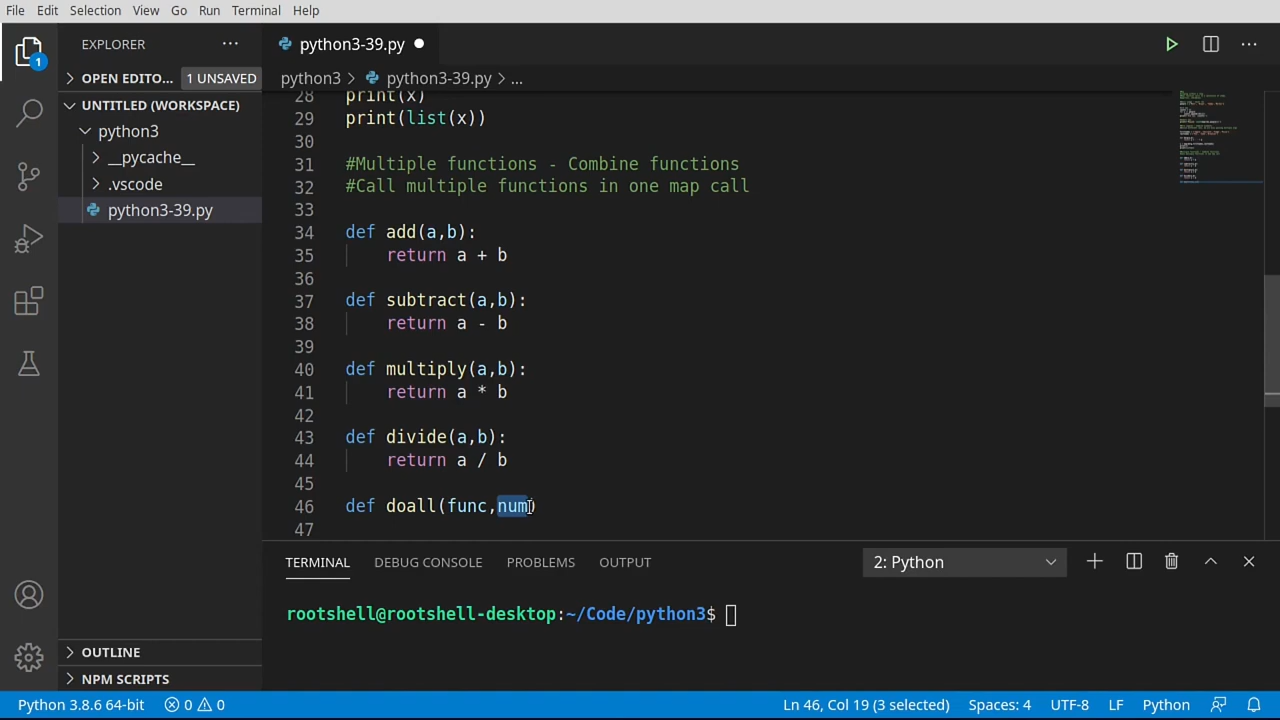 File Edit Selection View Go Run Terminal Help
EXPLORER
python3-39.py
OPEN EDITO... 1 UNSAVED
python3 > python3-39.py > ...
UNTITLED (WORKSPACE)
python3
__pycache__
.vscode
python3-39.py
28 print(x)
29 print(list(x))
30
31 #Multiple functions - Combine functions
32 #Call multiple functions in one map call
33
34 def add(a,b):
35 return a + b
36
37 def subtract(a,b):
38 return a - b
39
40 def multiply(a,b):
41 return a * b
42
43 def divide(a,b):
44 return a / b
45
46 def doall(func,num)
47
1
TERMINAL DEBUG CONSOLE PROBLEMS OUTPUT 2: Python
rootshell@rootshell-desktop:~/Code/python3$
OUTLINE
NPM SCRIPTS
Python 3.8.6 64-bit 0 0 Ln 46, Col 19 (3 selected) Spaces: 4 UTF-8 LF Python